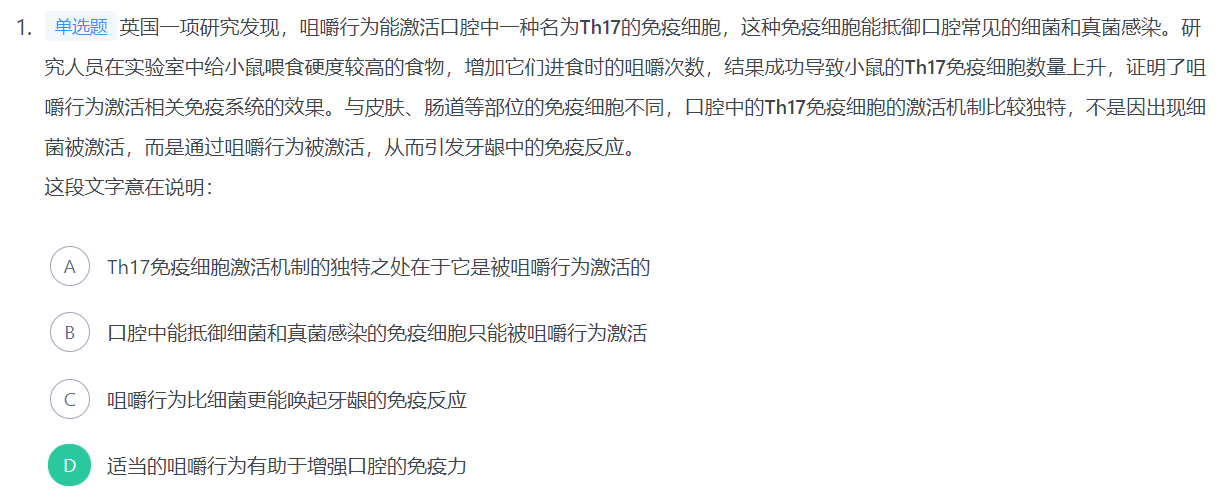 1. 单选题 英国一项研究发现，咀嚼行为能激活口腔中一种名为Th17的免疫细胞，这种免疫细胞能抵御口腔常见的细菌和真菌感染。研
究人员在实验室中给小鼠喂食硬度较高的食物，增加它们进食时的咀嚼次数，结果成功导致小鼠的Th17免疫细胞数量上升，证明了咀
嚼行为激活相关免疫系统的效果。与皮肤、肠道等部位的免疫细胞不同，口腔中的Th17免疫细胞的激活机制比较独特，不是因出现细
菌被激活，而是通过咀嚼行为被激活，从而引发牙龈中的免疫反应。
这段文字意在说明：
A Th17免疫细胞激活机制的独特之处在于它是被咀嚼行为激活的
B 口腔中能抵御细菌和真菌感染的免疫细胞只能被咀嚼行为激活
C 咀嚼行为比细菌更能唤起牙龈的免疫反应
D 适当的咀嚼行为有助于增强口腔的免疫力